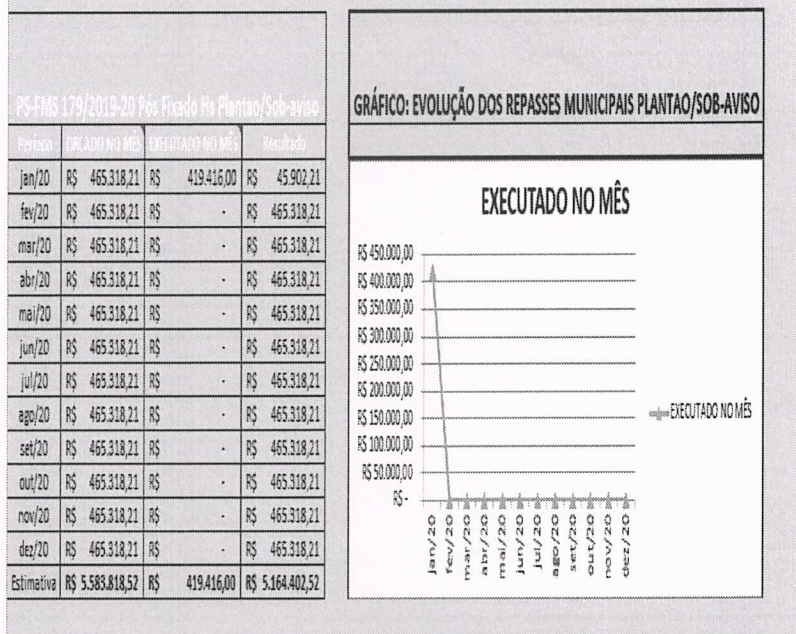 PS-FMS 179/2019-20 Pós Fixado Hs Plantao/Sob-aviso
Período ORÇADO NO MÊS EXECUTADO NO MÊS Resultado
jan/20 R$ 465.318,21 R$ 419.416,00 R$ 45.902,21
fev/20 R$ 465.318,21 R$ - R$ 465.318,21
mar/20 R$ 465.318,21 R$ - R$ 465.318,21
abr/20 R$ 465.318,21 R$ - R$ 465.318,21
mai/20 R$ 465.318,21 R$ - R$ 465.318,21
jun/20 R$ 465.318,21 R$ - R$ 465.318,21
jul/20 R$ 465.318,21 R$ - R$ 465.318,21
ago/20 R$ 465.318,21 R$ - R$ 465.318,21
set/20 R$ 465.318,21 R$ - R$ 465.318,21
out/20 R$ 465.318,21 R$ - R$ 465.318,21
nov/20 R$ 465.318,21 R$ - R$ 465.318,21
dez/20 R$ 465.318,21 R$ - R$ 465.318,21
Estimativa R$ 5.583.818,52 R$ 419.416,00 R$ 5.164.402,52
GRÁFICO: EVOLUÇÃO DOS REPASSES MUNICIPAIS PLANTAO/SOB-AVISO
EXECUTADO NO MÊS
R$ 450.000,00
R$ 400.000,00
R$ 350.000,00
R$ 300.000,00
R$ 250.000,00
R$ 200.000,00
R$ 150.000,00
R$ 100.000,00
R$ 50.000,00
R$ -
jan/20
fev/20
mar/20
abr/20
mai/20
jun/20
jul/20
ago/20
set/20
out/20
nov/20
dez/20
EXECUTADO NO MÊS